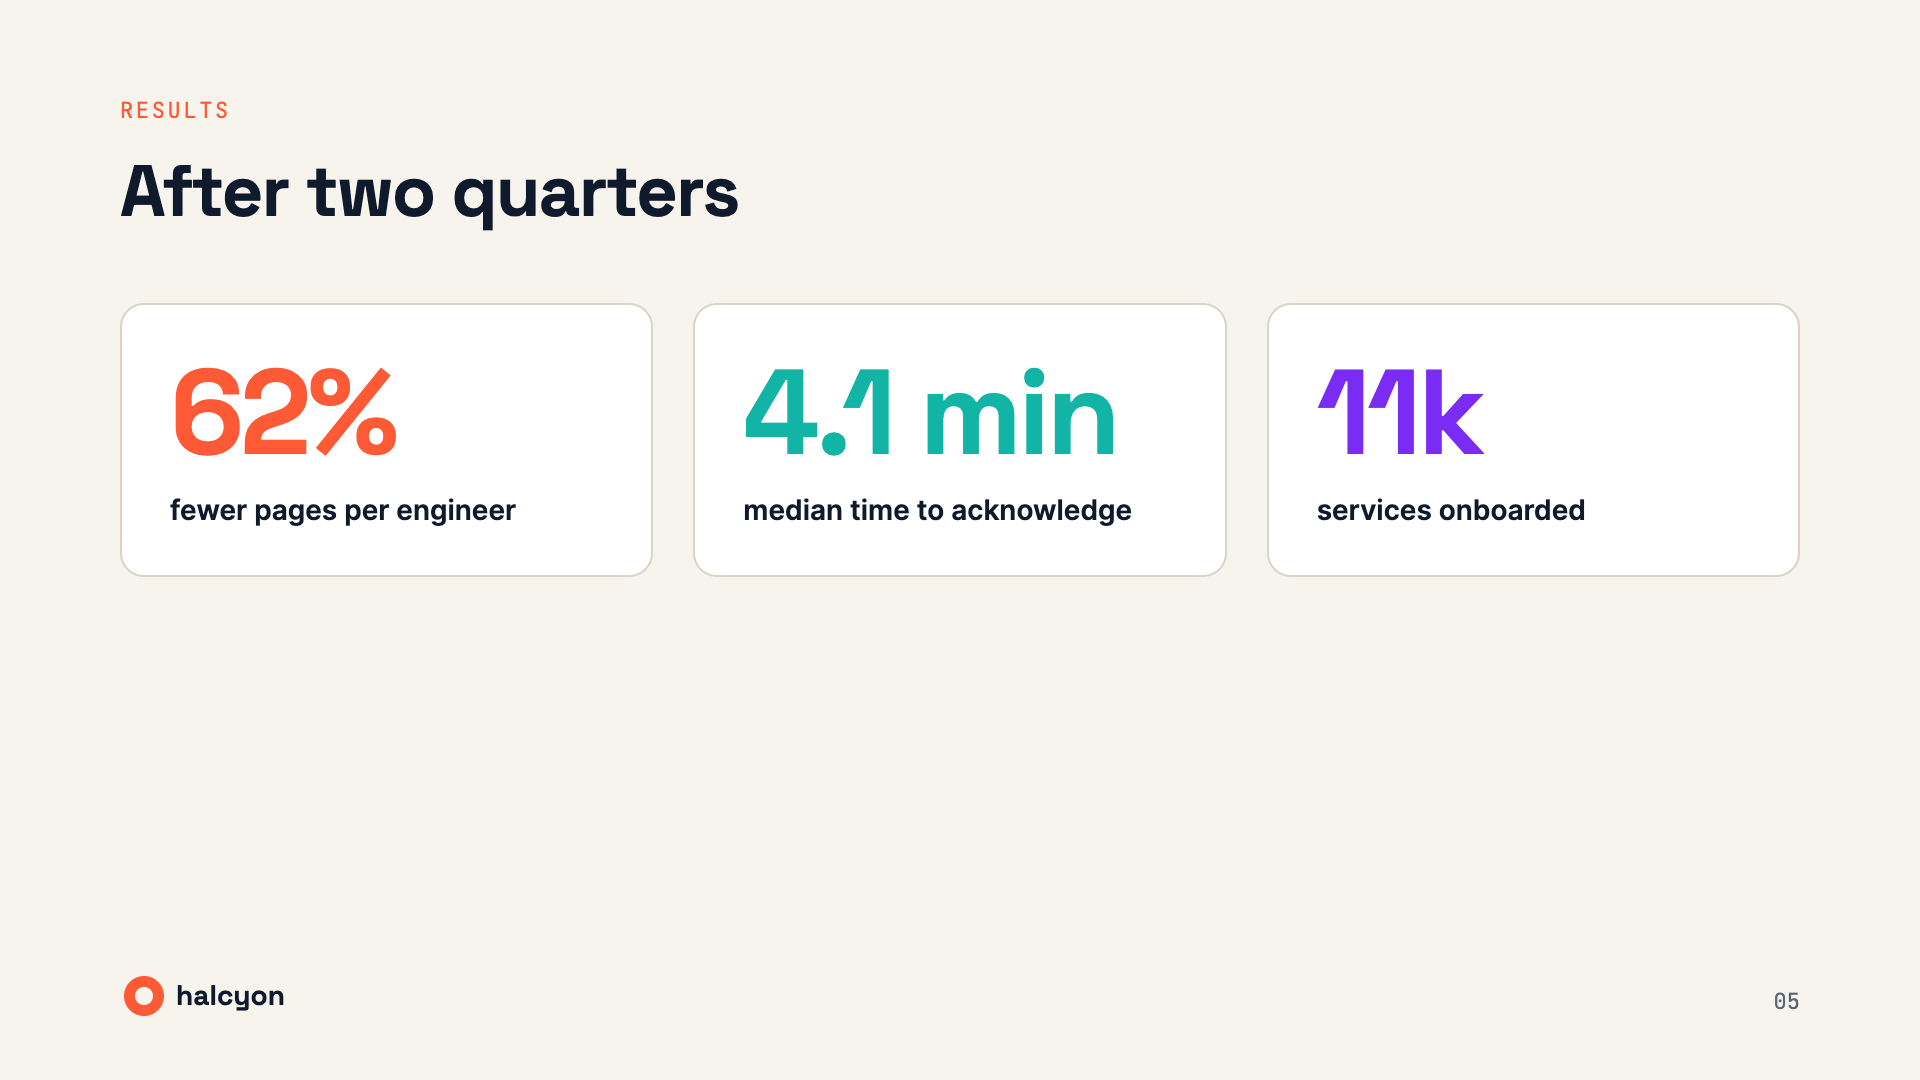 RESULTS
After two quarters
62%
fewer pages per engineer
4.1 min
median time to acknowledge
11k
services onboarded
halcyon
05